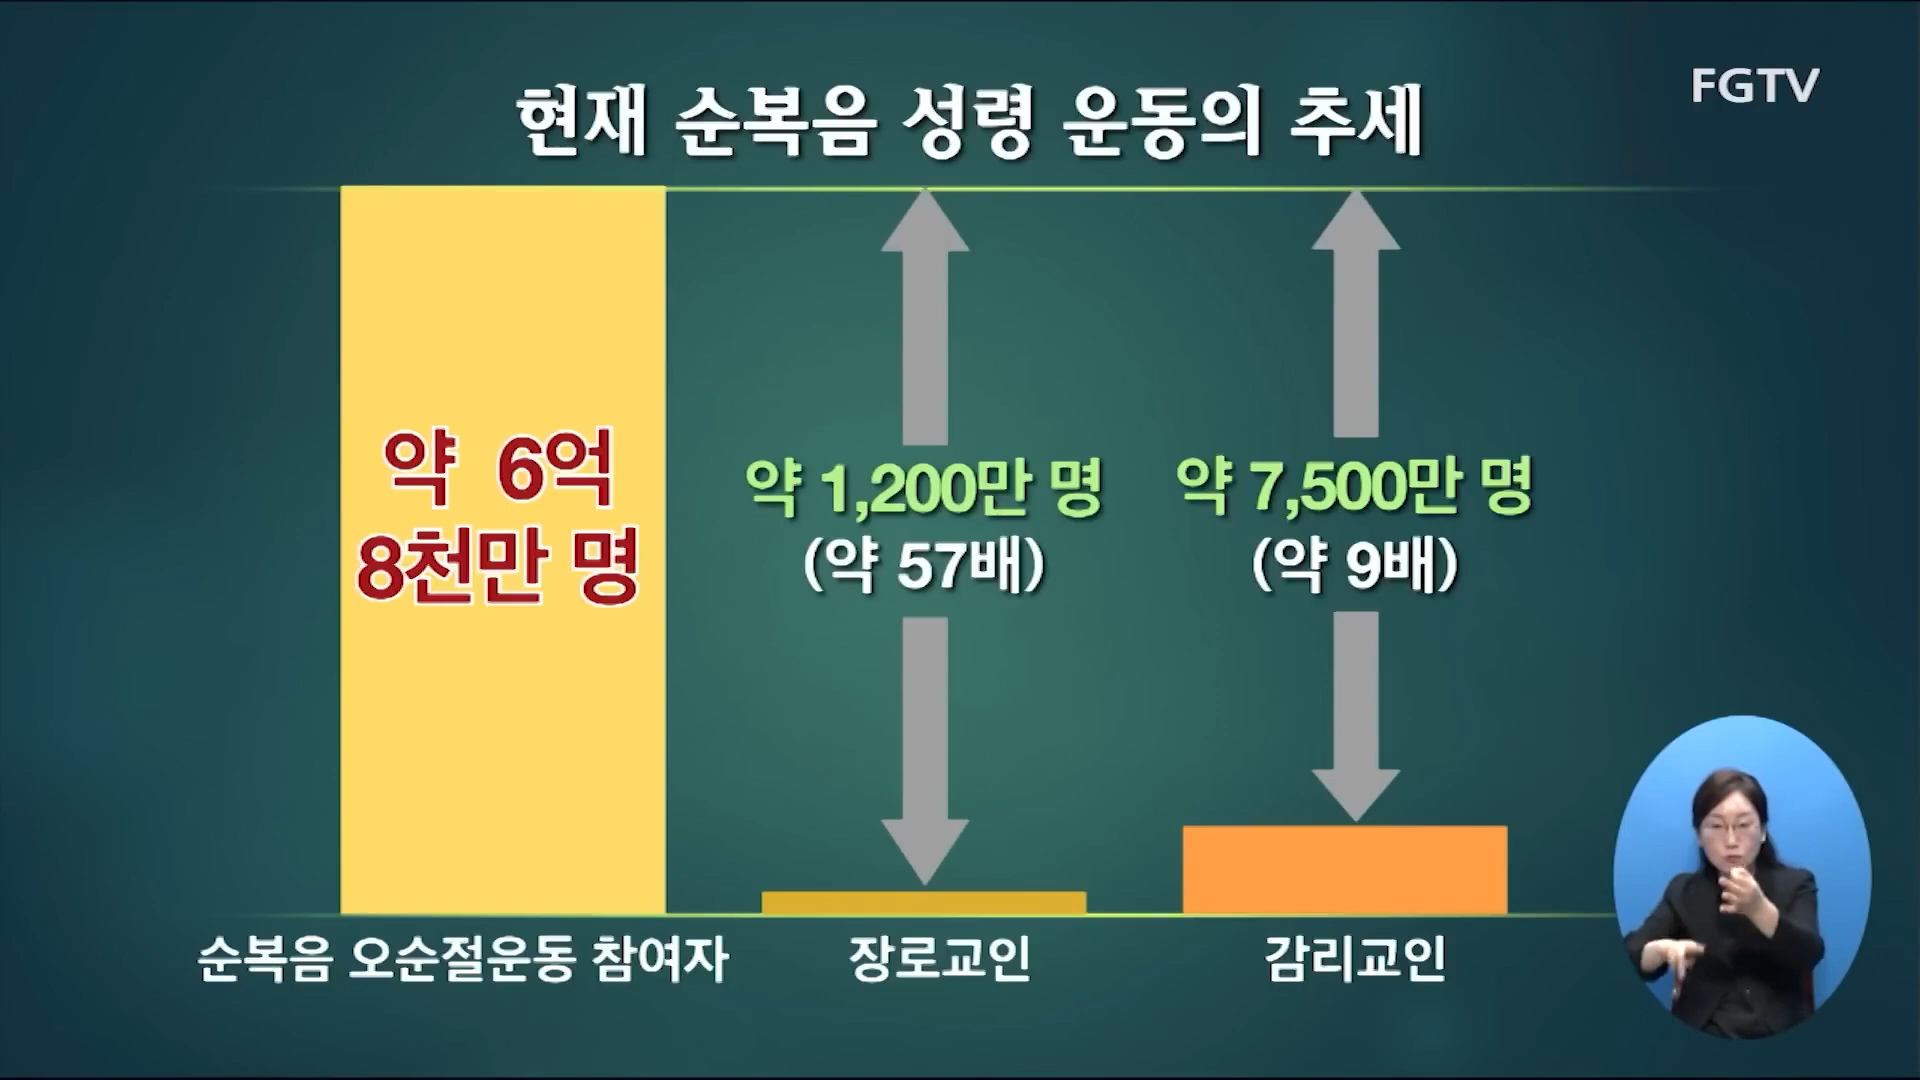 FGTV
현재 순복음 성령 운동의 추세
약 6억
8천만 명
약 1,200만 명
(약 57배)
약 7,500만 명
(약 9배)
순복음 오순절운동 참여자
장로교인
감리교인